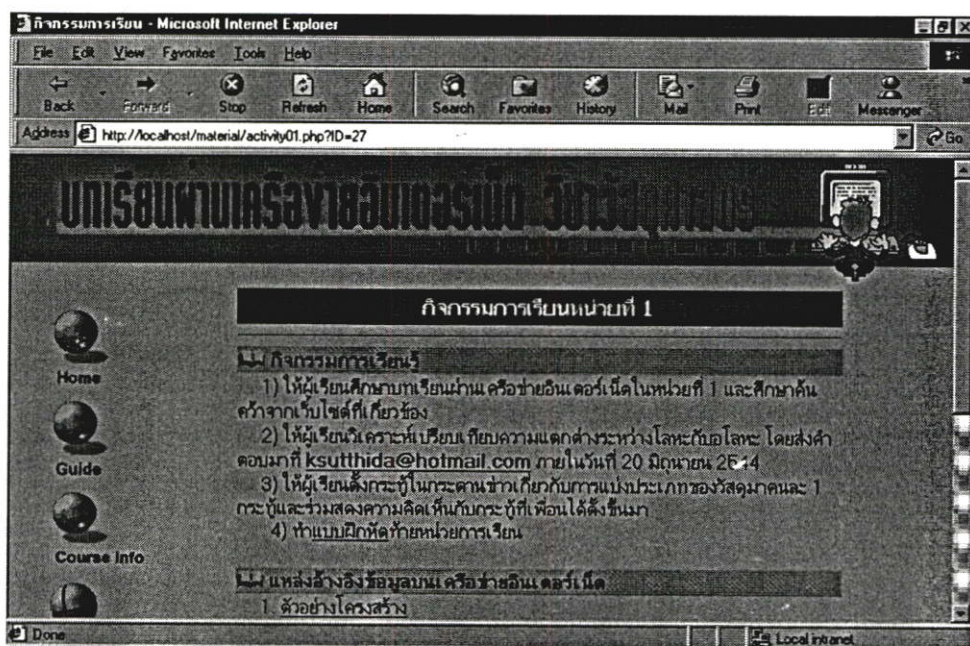 กิจกรรมการเรียน - Microsoft Internet Explorer
File Edit View Favorites Tools Help
Back Forward Stop Refresh Home Search Favorites History Mail Print Edit Messenger
Address http://localhost/material/activity01.php?ID=27 Go
บทเรียนผ่านเครือข่ายอินเตอร์เน็ต วิชาวัสดุ
กิจกรรมการเรียนหน่วยที่ 1
Home
กิจกรรมการเรียนรู้
1) ให้ผู้เรียนศึกษาบทเรียนผ่านเครือข่ายอินเตอร์เน็ตในหน่วยที่ 1 และศึกษาค้น
คว้าจากเว็บไซต์ที่เกี่ยวข้อง
Guide
2) ให้ผู้เรียนวิเคราะห์เปรียบเทียบความแตกต่างระหว่างโลหะกับอโลหะ โดยส่งคำ
ตอบมาที่ ksutthida@hotmail.com ภายในวันที่ 20 มิถุนายน 2544
3) ให้ผู้เรียนตั้งกระทู้ในกระดานข่าวเกี่ยวกับการแบ่งประเภทของวัสดุมาคนละ 1
กระทู้และร่วมสดงความคิดเห็นกับกระทู้ที่เพื่อนได้ตั้งขึ้นมา
4) ทำแบบฝึกหัดท้ายหน่วยการเรียน
Course Info
แหล่งอ้างอิงข้อมูลบนเครือข่ายอินเตอร์เน็ต
1. ตัวอย่างโครงสร้าง
Done Local intranet